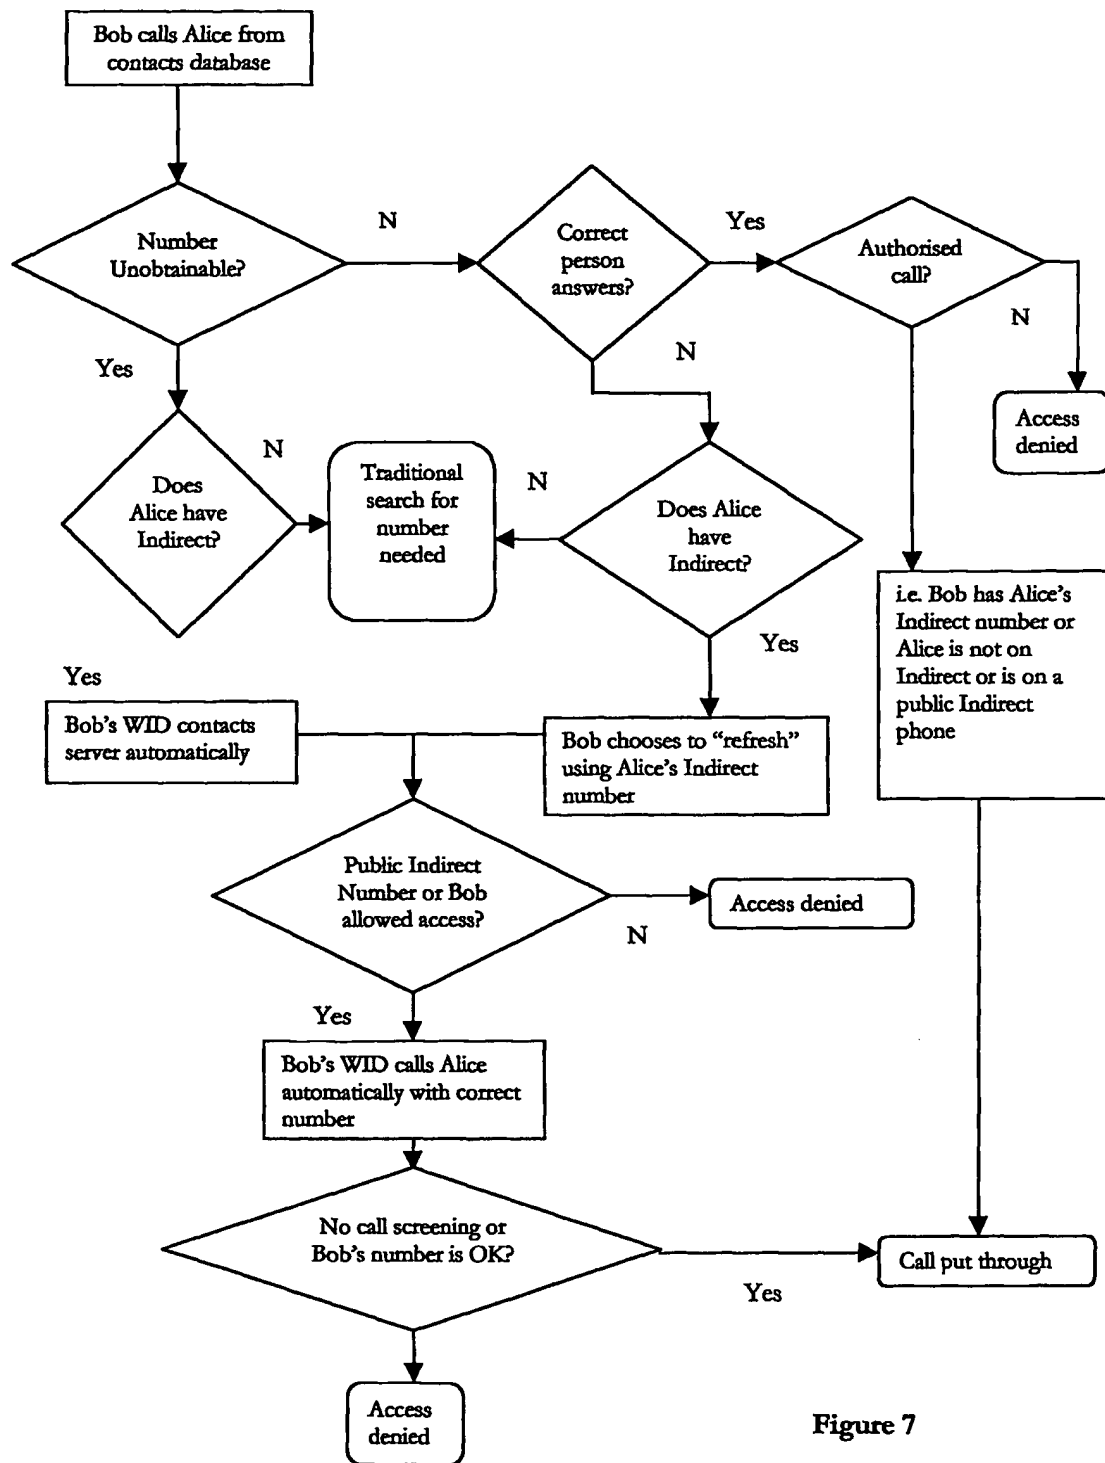 Bob calls Alice from
contacts database
Number
Unobtainable?
N
Correct
person
answers?
Yes
Authorised
call?
N
Access
denied
Yes
N
Does
Alice have
Indirect?
N
Traditional
search for
number
needed
N
Does Alice
have
Indirect?
i.e. Bob has Alice's
Indirect number or
Alice is not on
Indirect or is on a
public Indirect
phone
Yes
Yes
Bob's WID contacts
server automatically
Bob chooses to "refresh"
using Alice's Indirect
number
Public Indirect
Number or Bob
allowed access?
N
Access denied
Yes
Bob's WID calls Alice
automatically with correct
number
No call screening or
Bob's number is OK?
Yes
Call put through
Access
denied
Figure 7